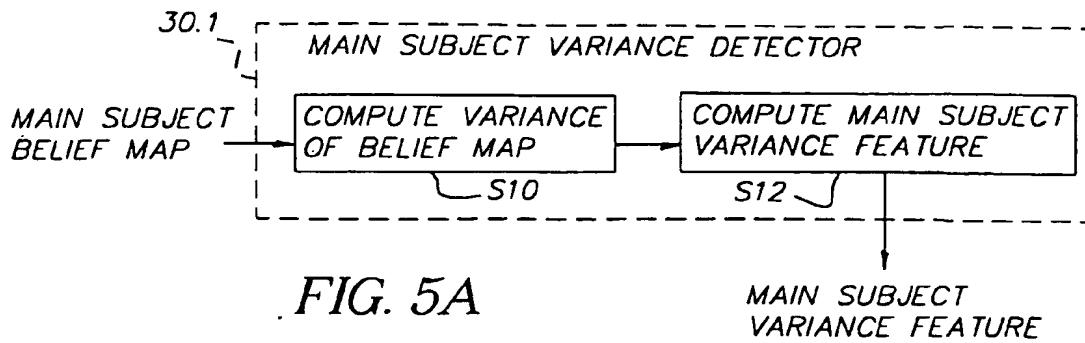 30.1
MAIN SUBJECT VARIANCE DETECTOR
MAIN SUBJECT
BELIEF MAP
COMPUTE VARIANCE
OF BELIEF MAP
S10
COMPUTE MAIN SUBJECT
VARIANCE FEATURE
S12
FIG. 5A
MAIN SUBJECT
VARIANCE FEATURE